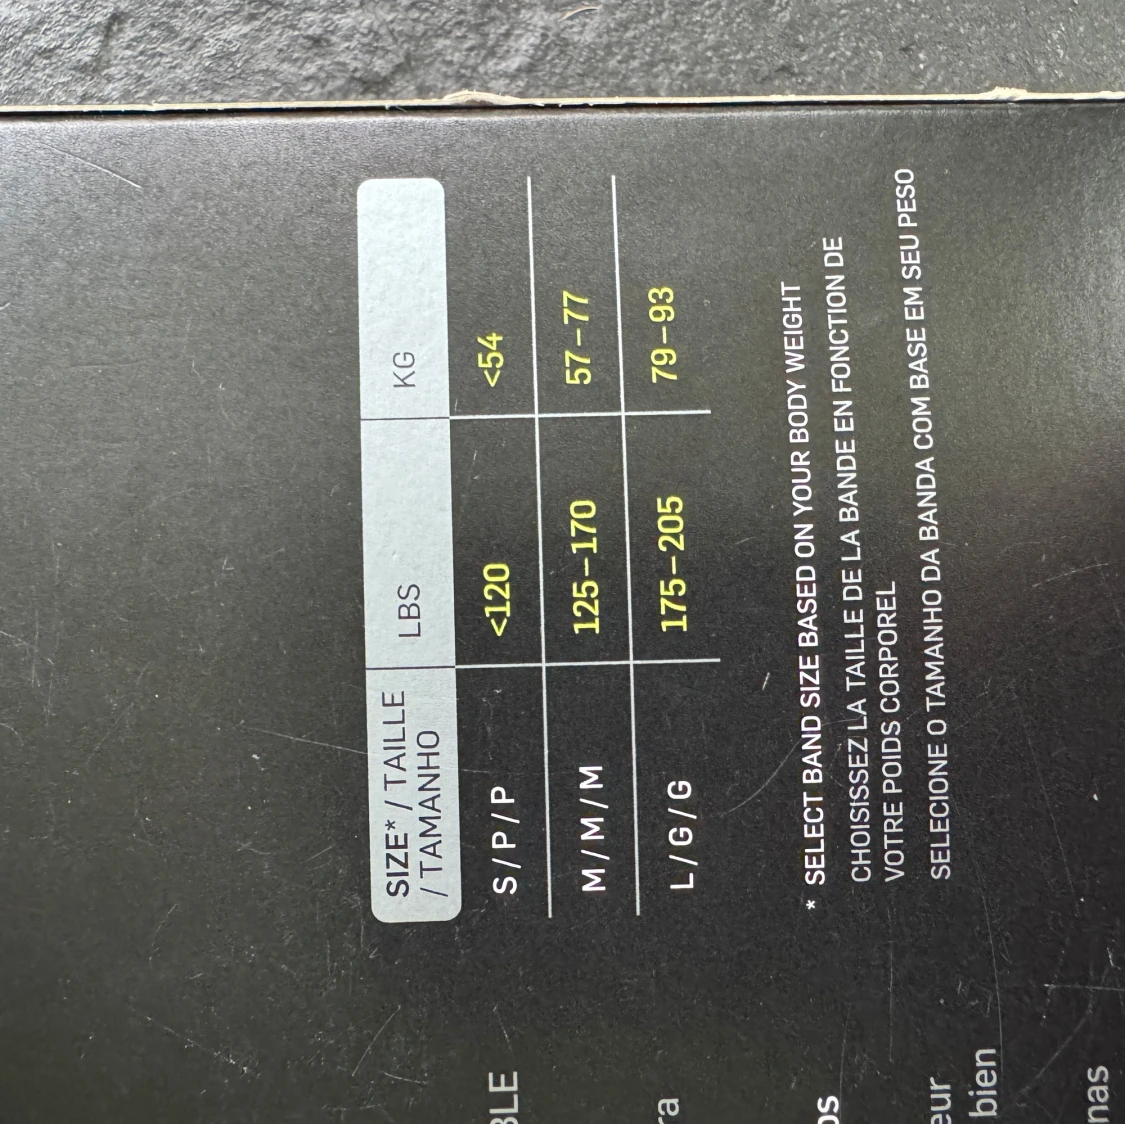 SIZE* / TAILLE
/ TAMANHO
LBS
KG
S / P / P
<120
<54
M / M / M
125–170
57–77
L / G / G
175–205
79–93
* SELECT BAND SIZE BASED ON YOUR BODY WEIGHT
CHOISISSEZ LA TAILLE DE LA BANDE EN FONCTION DE
VOTRE POIDS CORPOREL
SELECIONE O TAMANHO DA BANDA COM BASE EM SEU PESO
bien